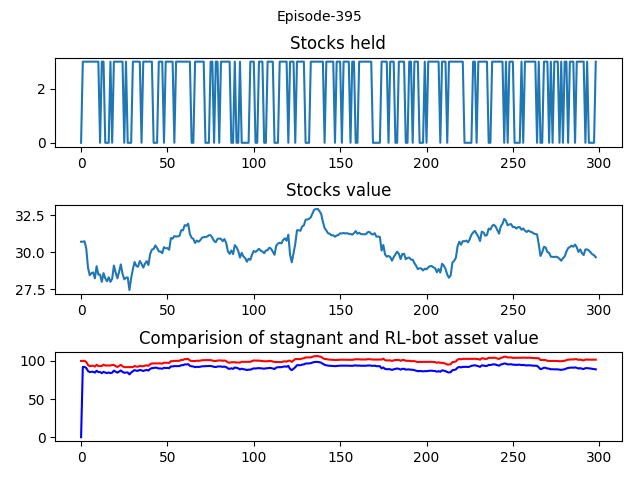 Episode-395
Stocks held
2
0
0 50 100 150 200 250 300
Stocks value
32.5
30.0
27.5
0 50 100 150 200 250 300
Comparision of stagnant and RL-bot asset value
100
50
0
0 50 100 150 200 250 300